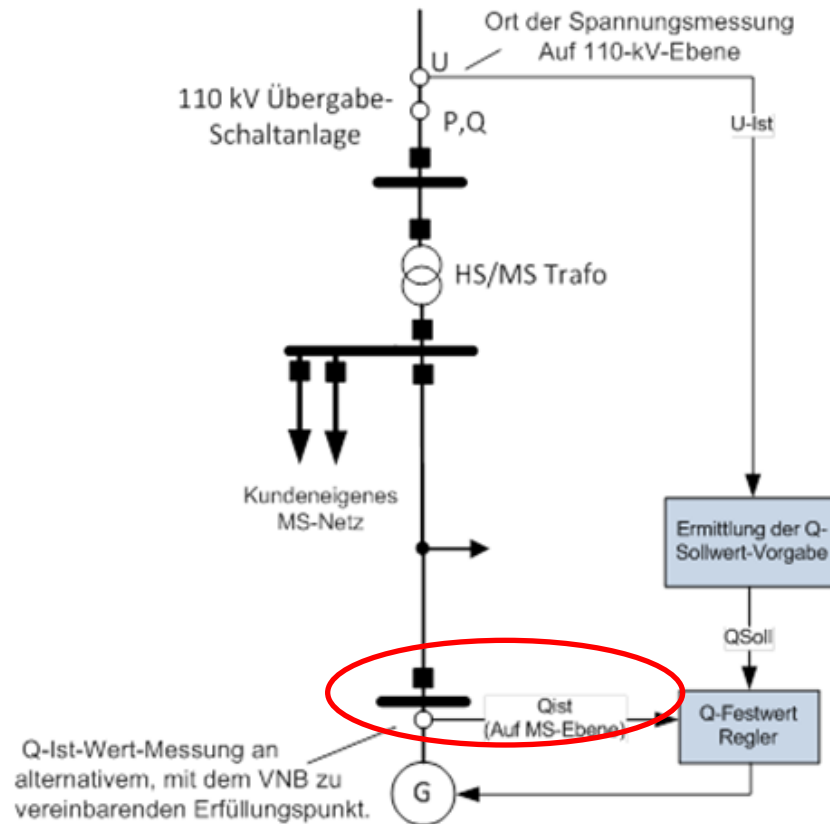 Ort der Spannungsmessung
Auf 110-kV-Ebene
U
110 kV Übergabe-
Schaltanlage
P,Q
U-Ist
HS/MS Trafo
Kundeneigenes
MS-Netz
Ermittlung der Q-
Sollwert-Vorgabe
QSoll
Qist
(Auf MS-Ebene)
Q-Festwert
Regler
Q-Ist-Wert-Messung an
alternativem, mit dem VNB zu
vereinbarenden Erfüllungspunkt.
G